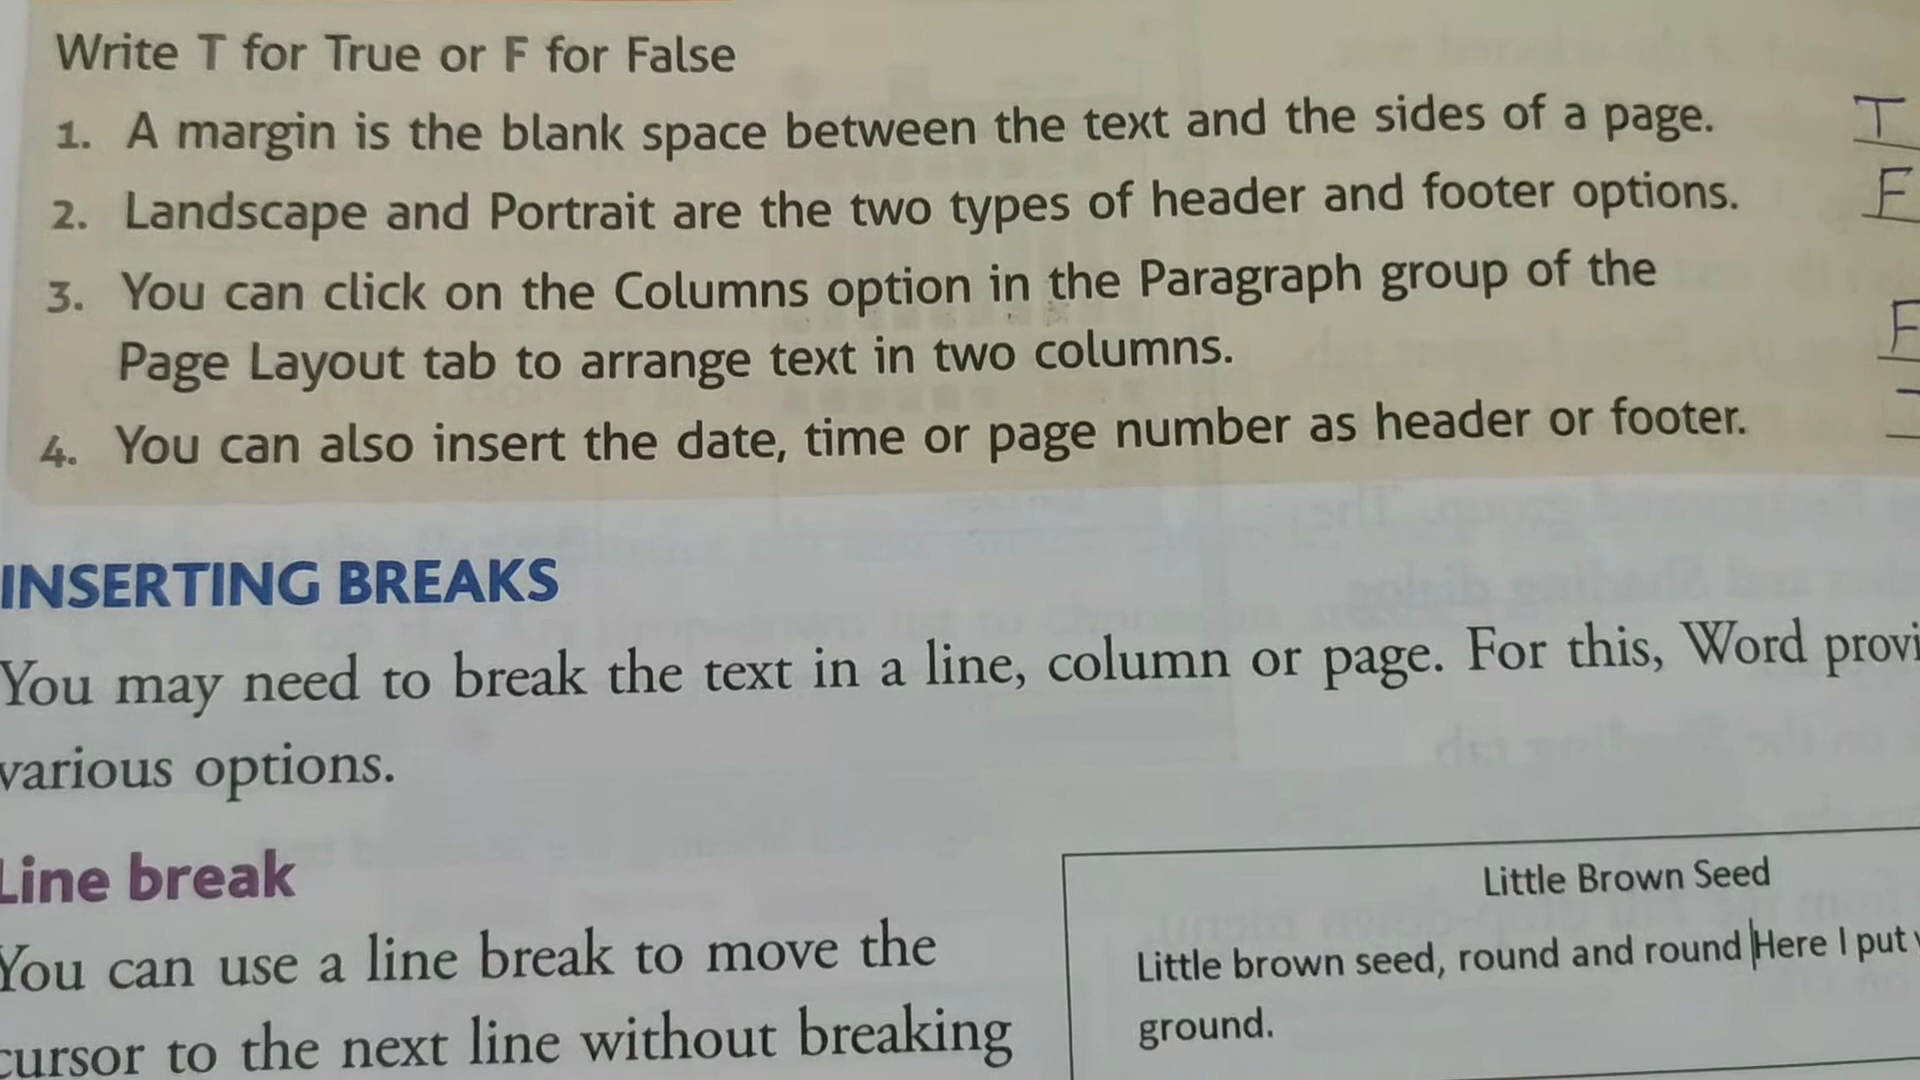 Write T for True or F for False
1. A margin is the blank space between the text and the sides of a page. T
2. Landscape and Portrait are the two types of header and footer options. F
3. You can click on the Columns option in the Paragraph group of the
Page Layout tab to arrange text in two columns. F
4. You can also insert the date, time or page number as header or footer.
INSERTING BREAKS
You may need to break the text in a line, column or page. For this, Word provi
various options.
Line break
You can use a line break to move the
cursor to the next line without breaking
Little Brown Seed
Little brown seed, round and round Here I put
ground.